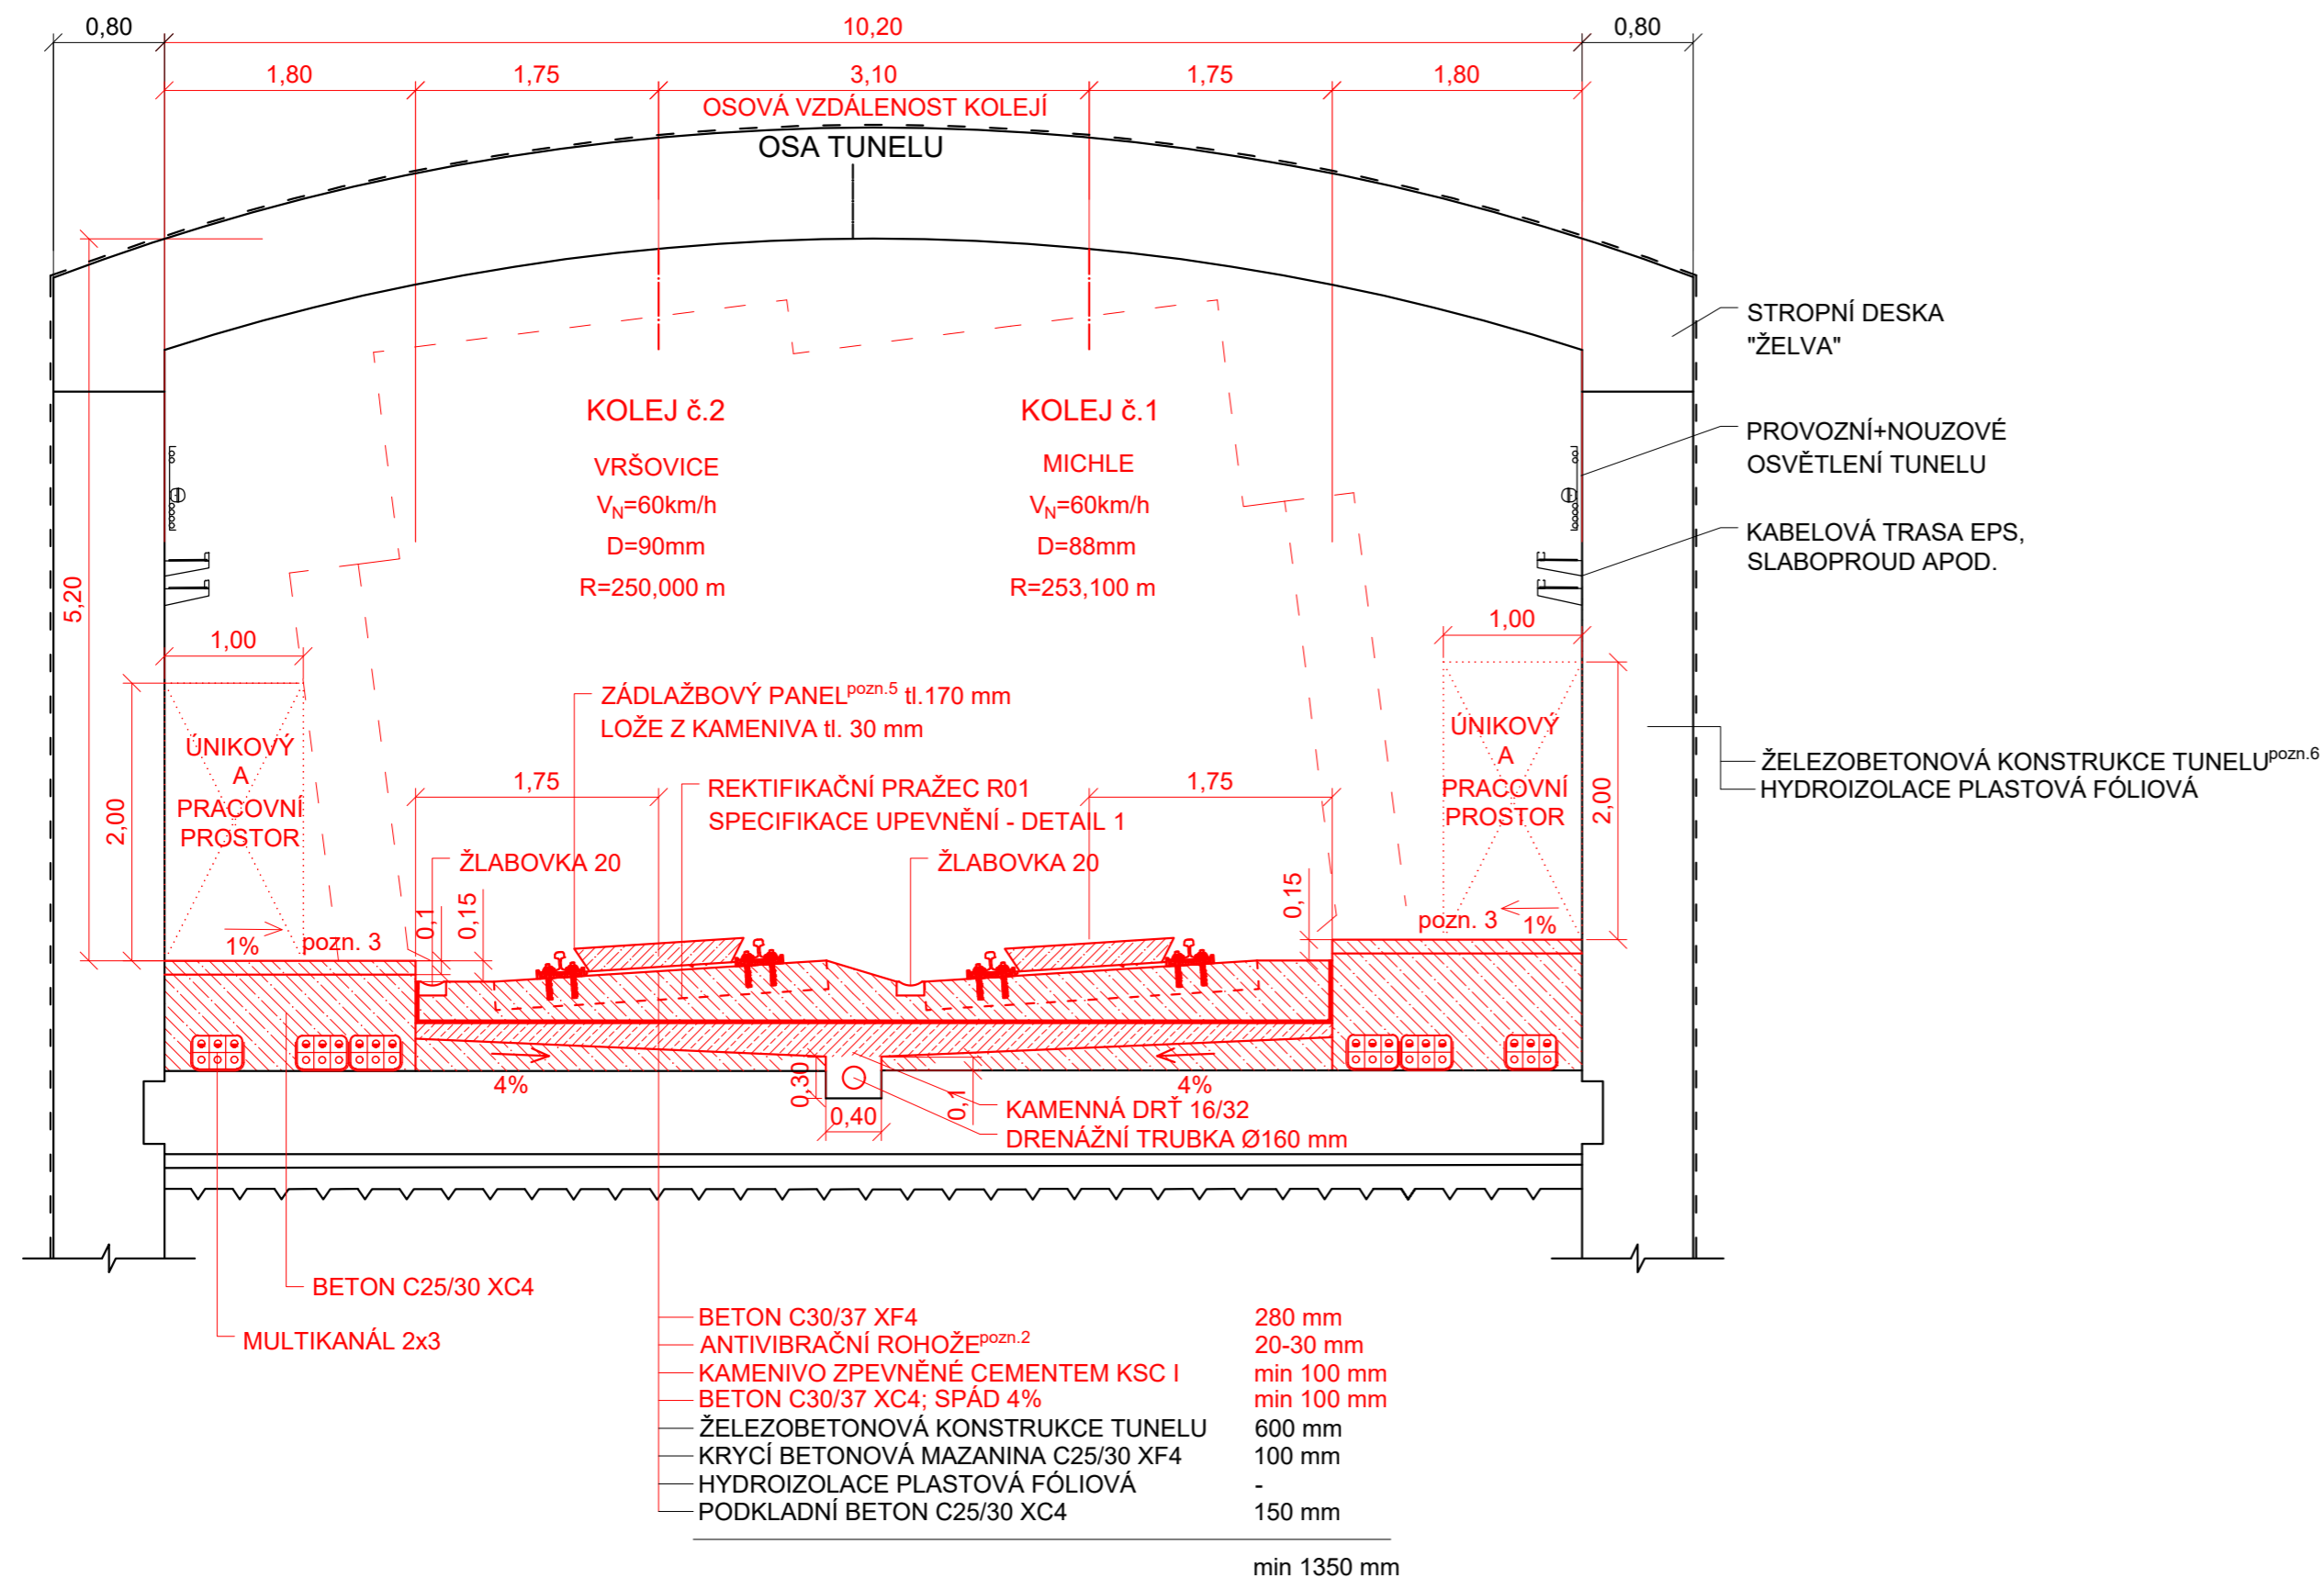 0,80
10,20
0,80
1,80
1,75
3,10
1,75
1,80
OSOVÁ VZDÁLENOST KOLEJÍ
OSA TUNELU
STROPNÍ DESKA
"ŽELVA"
KOLEJ č.2
KOLEJ č.1
VRŠOVICE
MICHLE
V_N=60km/h
V_N=60km/h
D=90mm
D=88mm
R=250,000 m
R=253,100 m
PROVOZNÍ+NOUZOVÉ
OSVĚTLENÍ TUNELU
KABELOVÁ TRASA EPS,
SLABOPROUD APOD.
5,20
1,00
1,00
ZÁDLAŽBOVÝ PANEL pozn.5 tl.170 mm
LOŽE Z KAMENIVA tl. 30 mm
ÚNIKOVÝ
A
PRACOVNÍ
PROSTOR
2,00
ÚNIKOVÝ
A
PRACOVNÍ
PROSTOR
2,00
ŽELEZOBETONOVÁ KONSTRUKCE TUNELU pozn.6
HYDROIZOLACE PLASTOVÁ FÓLIOVÁ
1,75
1,75
REKTIFIKAČNÍ PRAŽEC R01
SPECIFIKACE UPEVNĚNÍ - DETAIL 1
ŽLABOVKA 20
ŽLABOVKA 20
0,1
0,15
0,15
1%
pozn. 3
pozn. 3
1%
4%
4%
0,30
0,40
0,1
KAMENNÁ DRŤ 16/32
DRENÁŽNÍ TRUBKA Ø160 mm
BETON C25/30 XC4
MULTIKANÁL 2x3
BETON C30/37 XF4 280 mm
ANTIVIBRAČNÍ ROHOŽE pozn.2 20-30 mm
KAMENIVO ZPEVNĚNÉ CEMENTEM KSC I min 100 mm
BETON C30/37 XC4; SPÁD 4% min 100 mm
ŽELEZOBETONOVÁ KONSTRUKCE TUNELU 600 mm
KRYCÍ BETONOVÁ MAZANINA C25/30 XF4 100 mm
HYDROIZOLACE PLASTOVÁ FÓLIOVÁ -
PODKLADNÍ BETON C25/30 XC4 150 mm
min 1350 mm